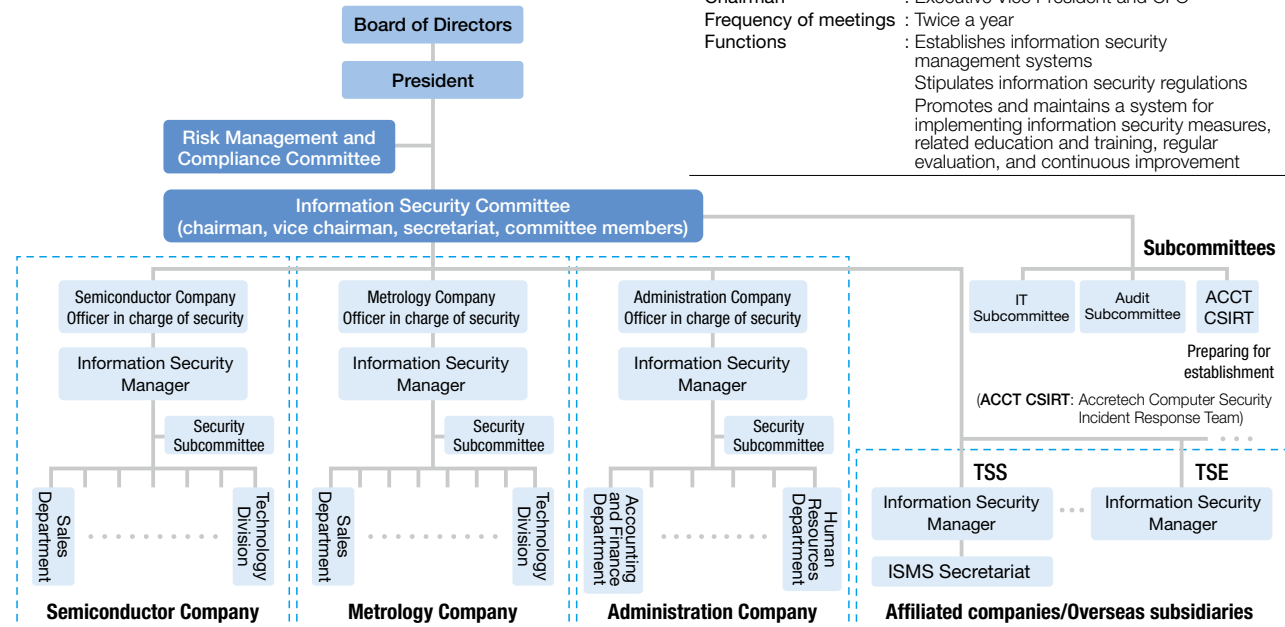 Chairman : Executive Vice President and CFO
Frequency of meetings : Twice a year
Functions : Establishes information security
management systems
Stipulates information security regulations
Promotes and maintains a system for
implementing information security measures,
related education and training, regular
evaluation, and continuous improvement
Board of Directors
President
Risk Management and
Compliance Committee
Information Security Committee
(chairman, vice chairman, secretariat, committee members)
Subcommittees
IT
Subcommittee
Audit
Subcommittee
ACCT
CSIRT
Preparing for
establishment
(ACCT CSIRT: Accretech Computer Security
Incident Response Team)
Semiconductor Company
Officer in charge of security
Information Security
Manager
Security
Subcommittee
Sales
Department
Technology
Division
Semiconductor Company
Metrology Company
Officer in charge of security
Information Security
Manager
Security
Subcommittee
Sales
Department
Technology
Division
Metrology Company
Administration Company
Officer in charge of security
Information Security
Manager
Security
Subcommittee
Accounting
and Finance
Department
Human
Resources
Department
Administration Company
TSS
Information Security
Manager
ISMS Secretariat
TSE
Information Security
Manager
Affiliated companies/Overseas subsidiaries